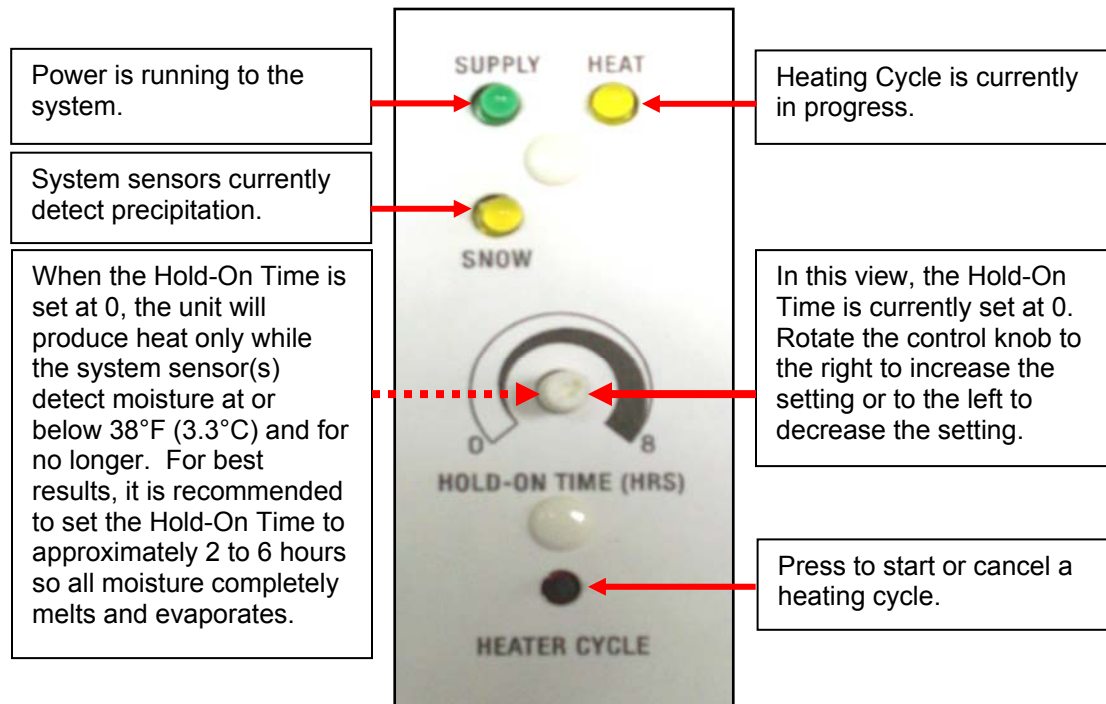 Power is running to the
system.
SUPPLY HEAT
Heating Cycle is currently
in progress.
System sensors currently
detect precipitation.
SNOW
When the Hold-On Time is
set at 0, the unit will
produce heat only while
the system sensor(s)
detect moisture at or
below 38°F (3.3°C) and for
no longer.  For best
results, it is recommended
to set the Hold-On Time to
approximately 2 to 6 hours
so all moisture completely
melts and evaporates.
In this view, the Hold-On
Time is currently set at 0.
Rotate the control knob to
the right to increase the
setting or to the left to
decrease the setting.
0 8
HOLD-ON TIME (HRS)
Press to start or cancel a
heating cycle.
HEATER CYCLE